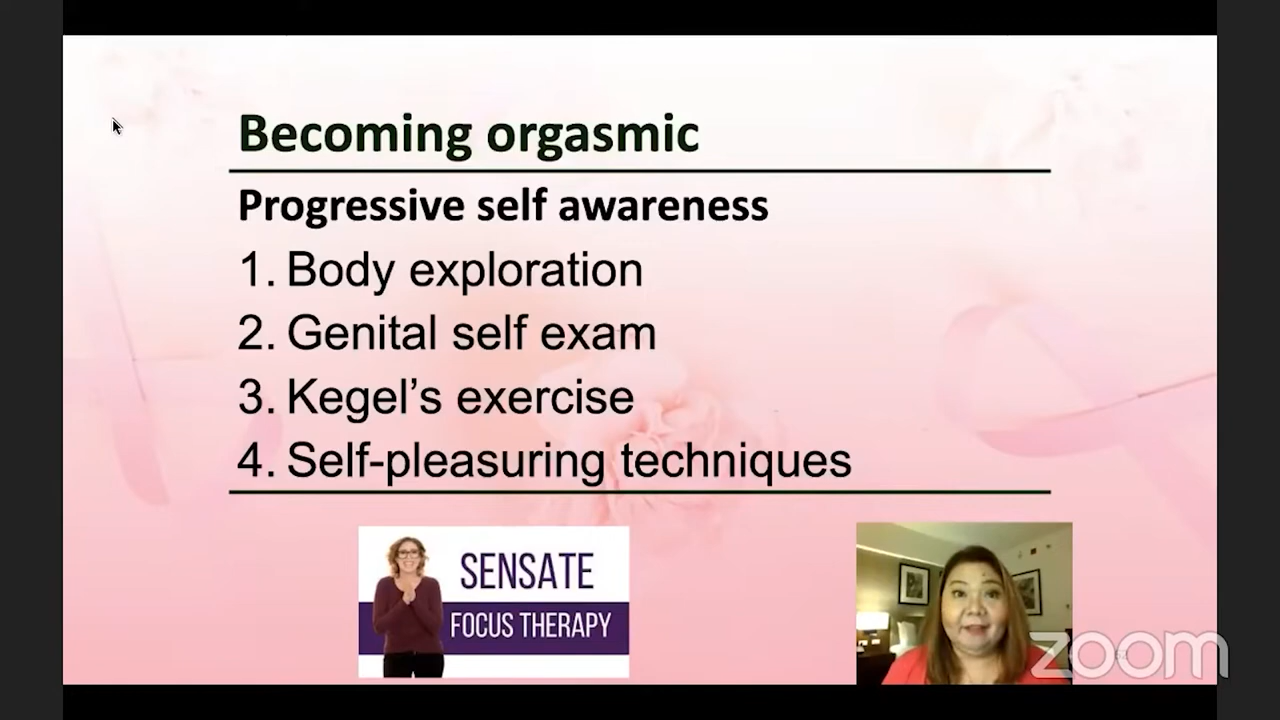 Becoming orgasmic
Progressive self awareness
1. Body exploration
2. Genital self exam
3. Kegel’s exercise
4. Self-pleasuring techniques
SENSATE
FOCUS THERAPY
zoom